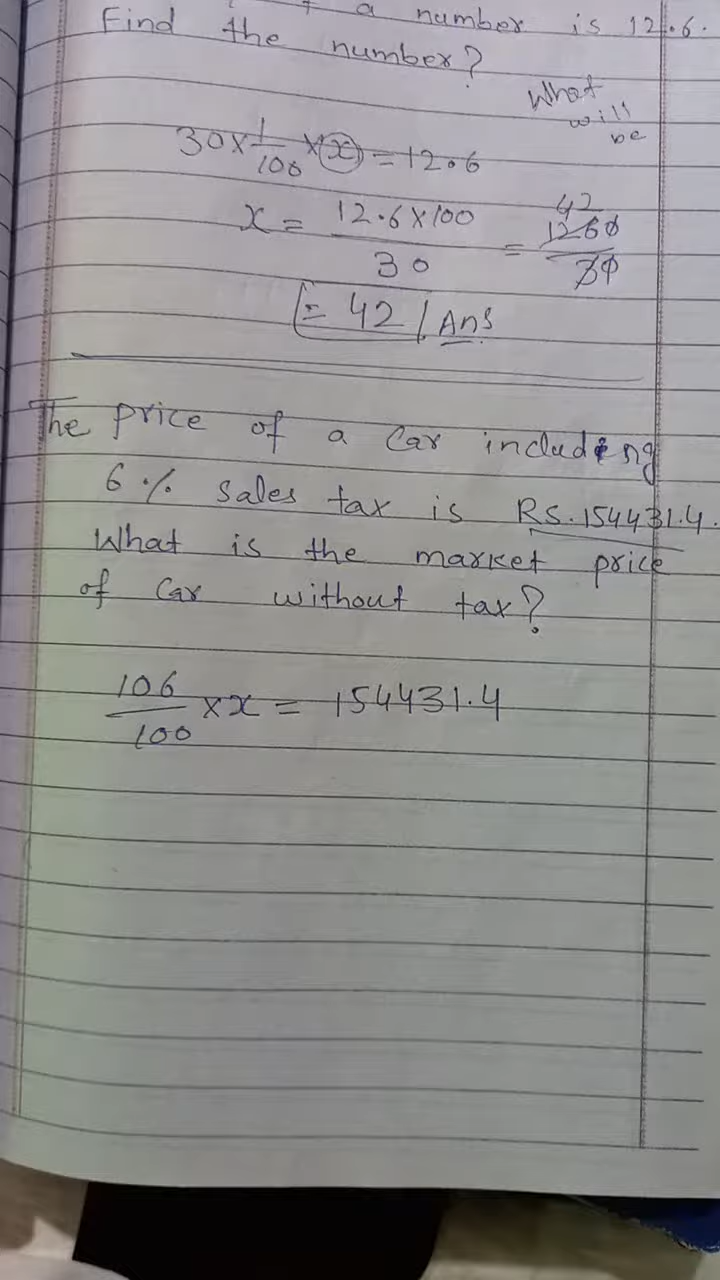 a number is 12.6.
Find the number?
What
will
be
30 × 1/100 × x = 12.6
x = 12.6 × 100 / 30 = 1260 / 30
42
= 42 Ans
The price of a Car including
6 % sales tax is RS. 154431.4.
What is the market price
of Car without tax?
106/100 × x = 154431.4